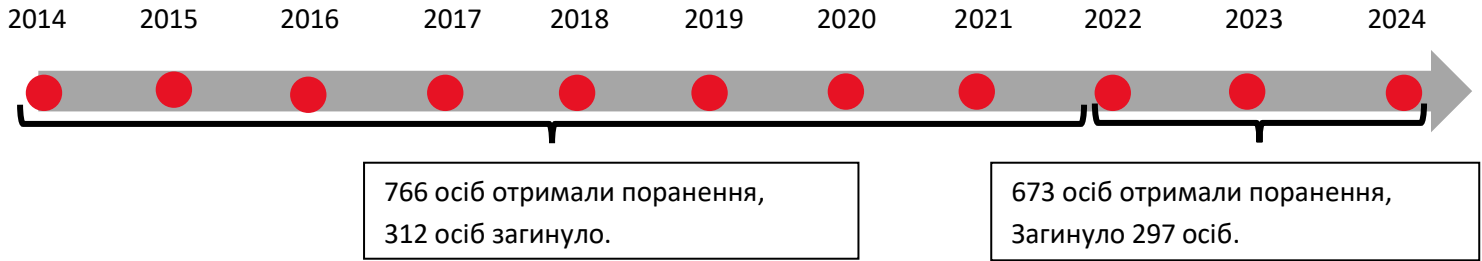 2014 2015 2016 2017 2018 2019 2020 2021 2022 2023 2024
766 осіб отримали поранення,
312 осіб загинуло.
673 осіб отримали поранення,
Загинуло 297 осіб.